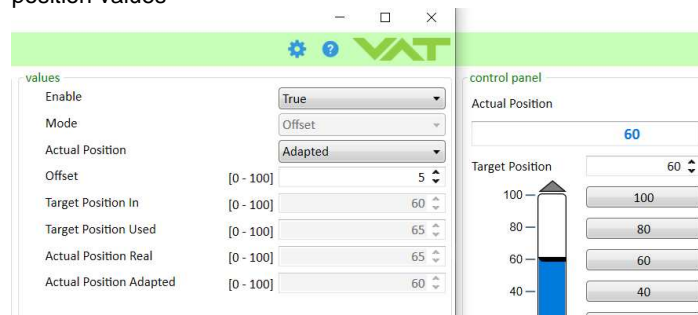 position values
VAT
values
Enable True
Mode Offset
Actual Position Adapted
Offset [0 - 100] 5
Target Position In [0 - 100] 60
Target Position Used [0 - 100] 65
Actual Position Real [0 - 100] 65
Actual Position Adapted [0 - 100] 60
control panel
Actual Position
60
Target Position 60
100 100
80 80
60 60
40 40